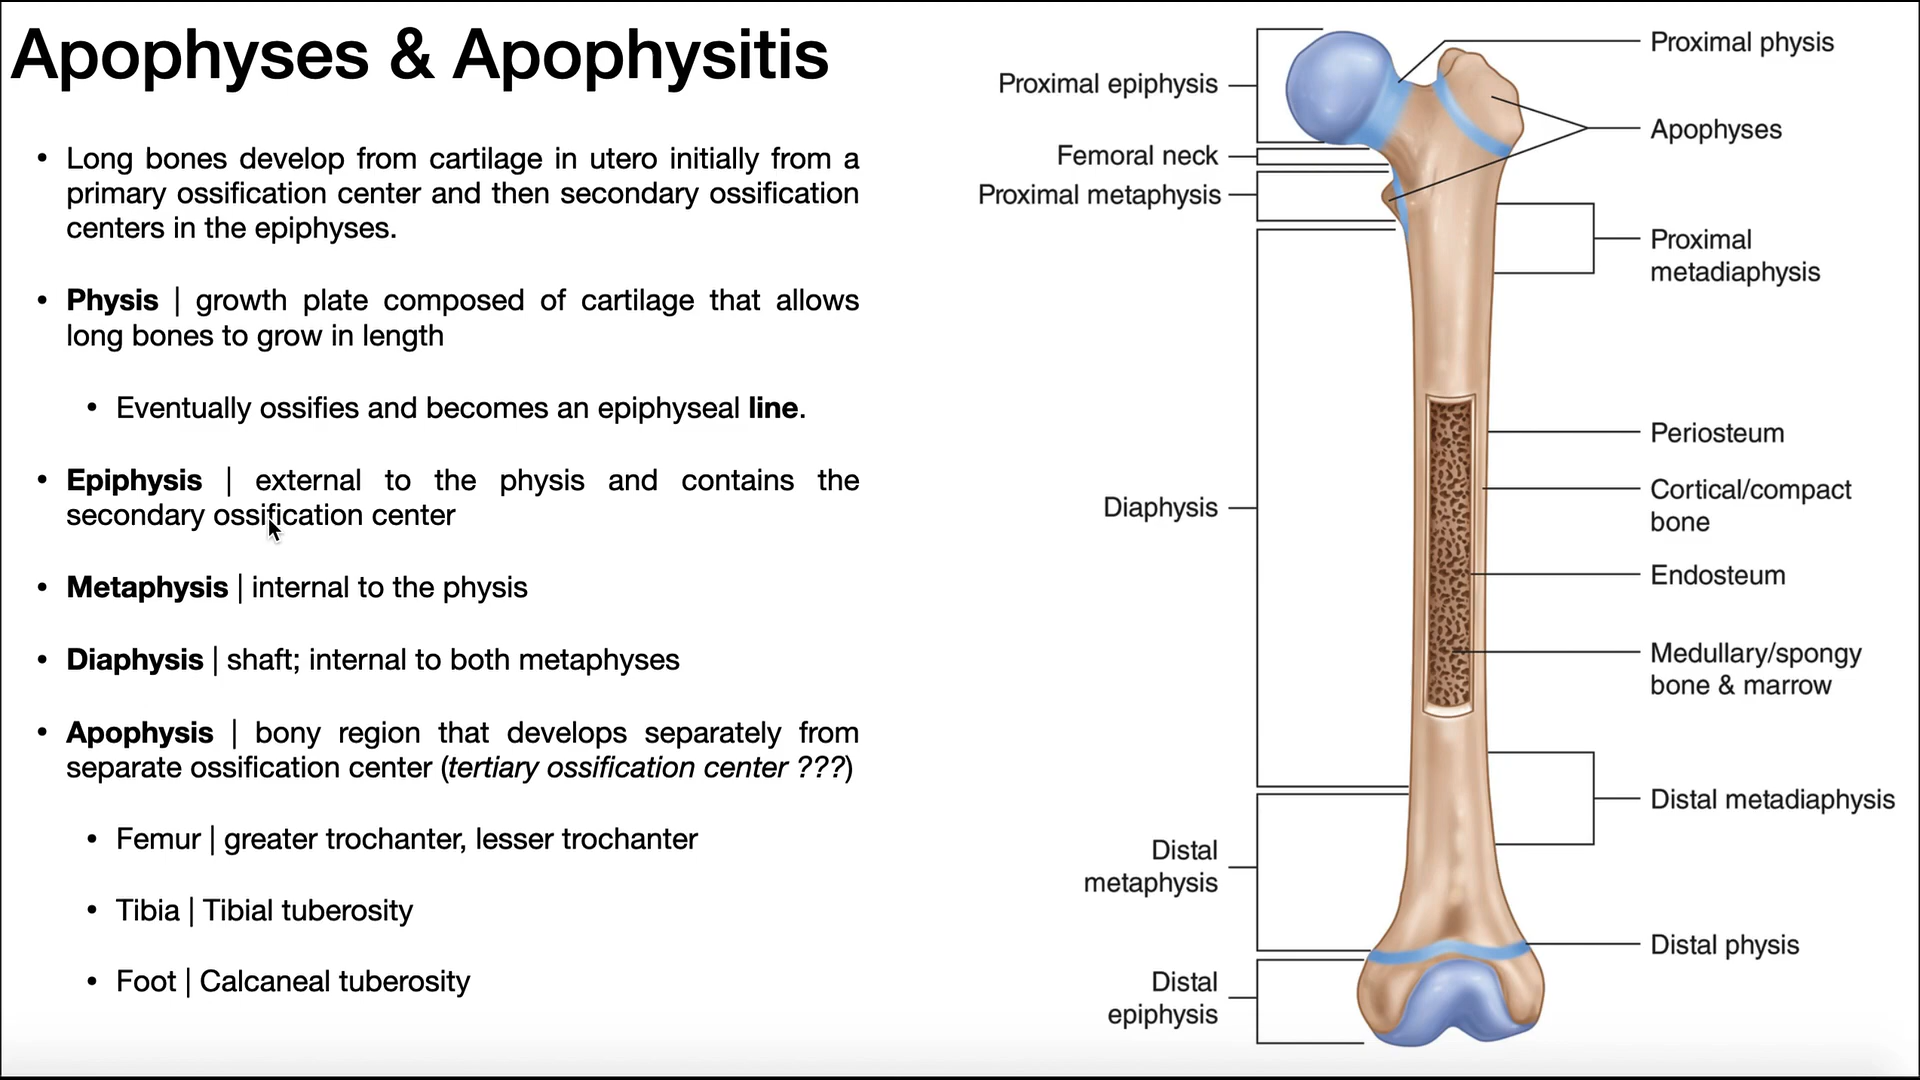 Apophyses & Apophysitis
• Long bones develop from cartilage in utero initially from a
primary ossification center and then secondary ossification
centers in the epiphyses.
• Physis | growth plate composed of cartilage that allows
long bones to grow in length
• Eventually ossifies and becomes an epiphyseal line.
• Epiphysis | external to the physis and contains the
secondary ossification center
• Metaphysis | internal to the physis
• Diaphysis | shaft; internal to both metaphyses
• Apophysis | bony region that develops separately from
separate ossification center (tertiary ossification center ???)
• Femur | greater trochanter, lesser trochanter
• Tibia | Tibial tuberosity
• Foot | Calcaneal tuberosity
Proximal epiphysis
Femoral neck
Proximal metaphysis
Diaphysis
Distal
metaphysis
Distal
epiphysis
Proximal physis
Apophyses
Proximal
metadiaphysis
Periosteum
Cortical/compact
bone
Endosteum
Medullary/spongy
bone & marrow
Distal metadiaphysis
Distal physis